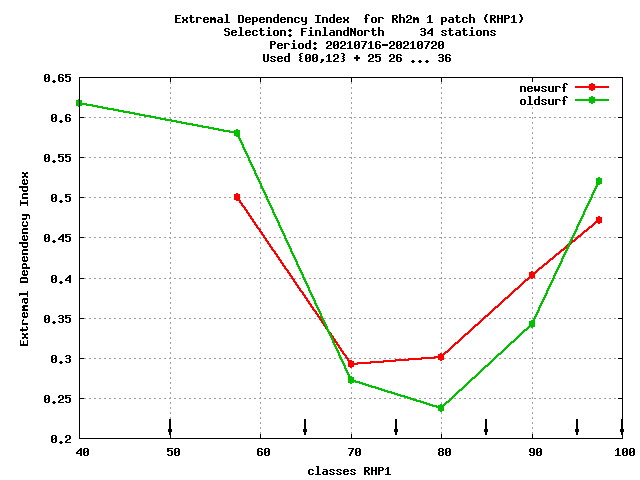 Extremal Dependency Index  for Rh2m 1 patch (RHP1)
Selection: FinlandNorth     34 stations
Period: 20210716-20210720
Used {00,12} + 25 26 ... 36
newsurf
oldsurf
Extremal Dependency Index
0.65
0.6
0.55
0.5
0.45
0.4
0.35
0.3
0.25
0.2
40 50 60 70 80 90 100
classes RHP1